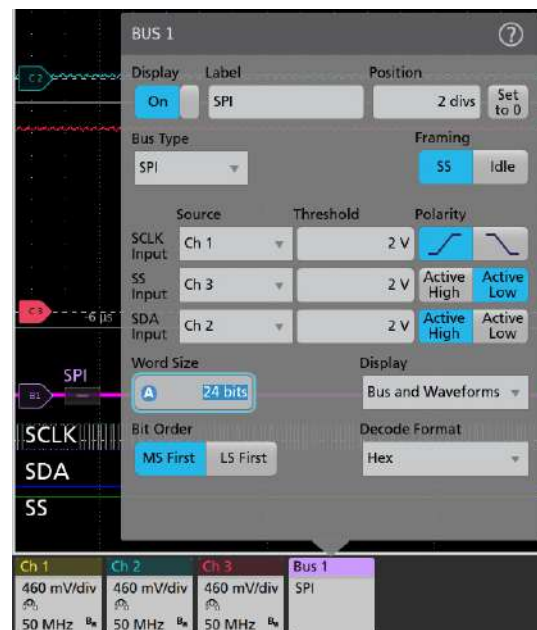 BUS 1
?
Display Label Position
On SPI 2 divs Set to 0
Bus Type Framing
SPI SS Idle
Source Threshold Polarity
SCLK Input Ch 1 2 V
SS Input Ch 3 2 V Active High Active Low
SDA Input Ch 2 2 V Active High Active Low
Word Size Display
A 24 bits Bus and Waveforms
Bit Order Decode Format
MS First LS First Hex
C2
C3
-6 µs
SPI
B1
SCLK
SDA
SS
Ch 1 Ch 2 Ch 3 Bus 1
460 mV/div 460 mV/div 460 mV/div SPI
50 MHz 50 MHz 50 MHz